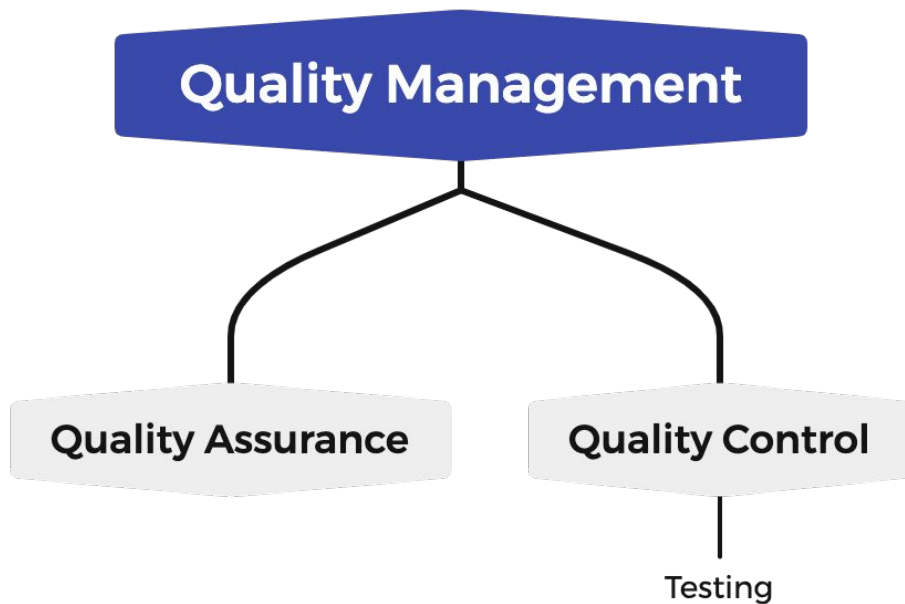 Quality Management
Quality Assurance
Quality Control
Testing